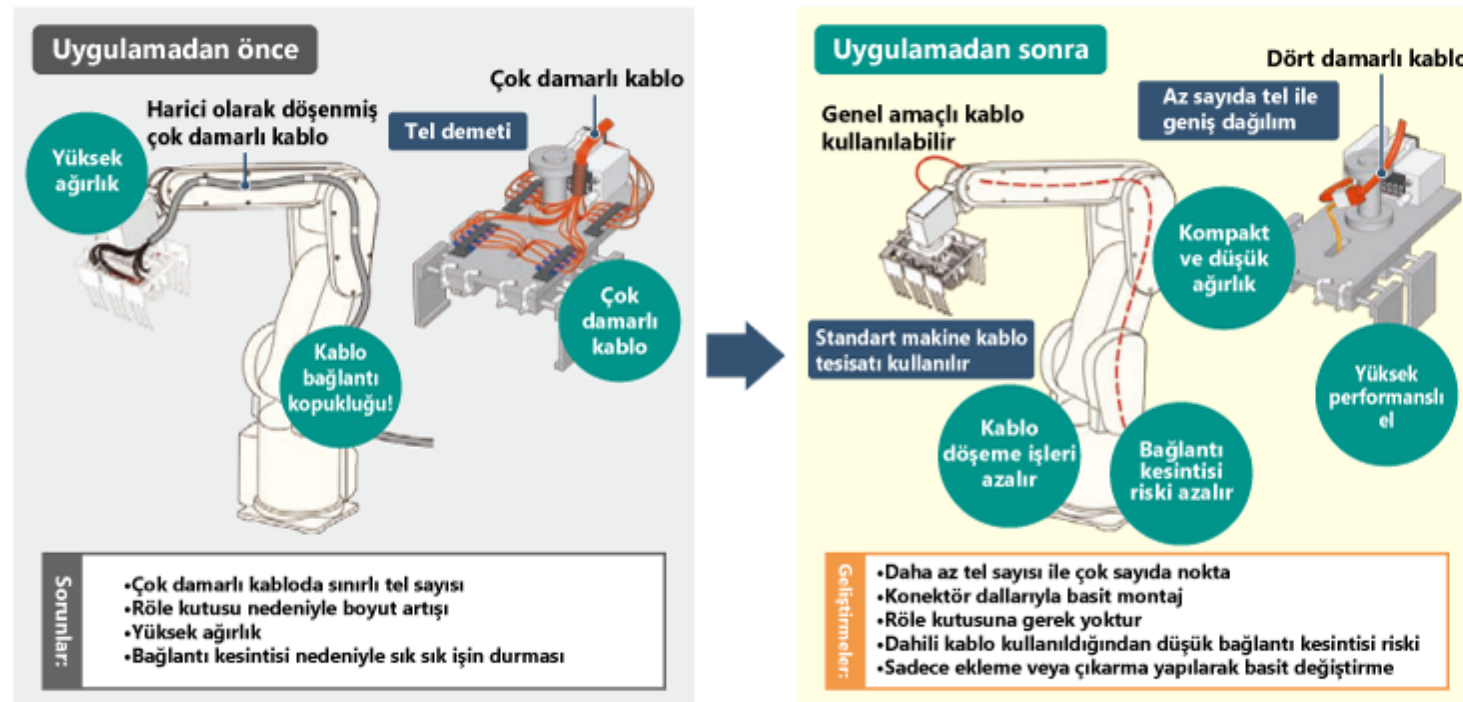 Uygulamadan önce
Çok damarlı kablo
Harici olarak döşenmiş
çok damarlı kablo
Tel demeti
Yüksek
ağırlık
Çok
damarlı
kablo
Kablo
bağlantı
kopukluğu!
Sorunlar:
•Çok damarlı kabloda sınırlı tel sayısı
•Röle kutusu nedeniyle boyut artışı
•Yüksek ağırlık
•Bağlantı kesintisi nedeniyle sık sık işin durması
Uygulamadan sonra
Dört damarlı kablo
Genel amaçlı kablo
kullanılabilir
Az sayıda tel ile
geniş dağılım
Kompakt
ve düşük
ağırlık
Standart makine kablo
tesisatı kullanılır
Yüksek
performanslı
el
Kablo
döşeme işleri
azalır
Bağlantı
kesintisi
riski azalır
Geliştirmeler:
•Daha az tel sayısı ile çok sayıda nokta
•Konektör dallarıyla basit montaj
•Röle kutusuna gerek yoktur
•Dahili kablo kullanıldığından düşük bağlantı kesintisi riski
•Sadece ekleme veya çıkarma yapılarak basit değiştirme